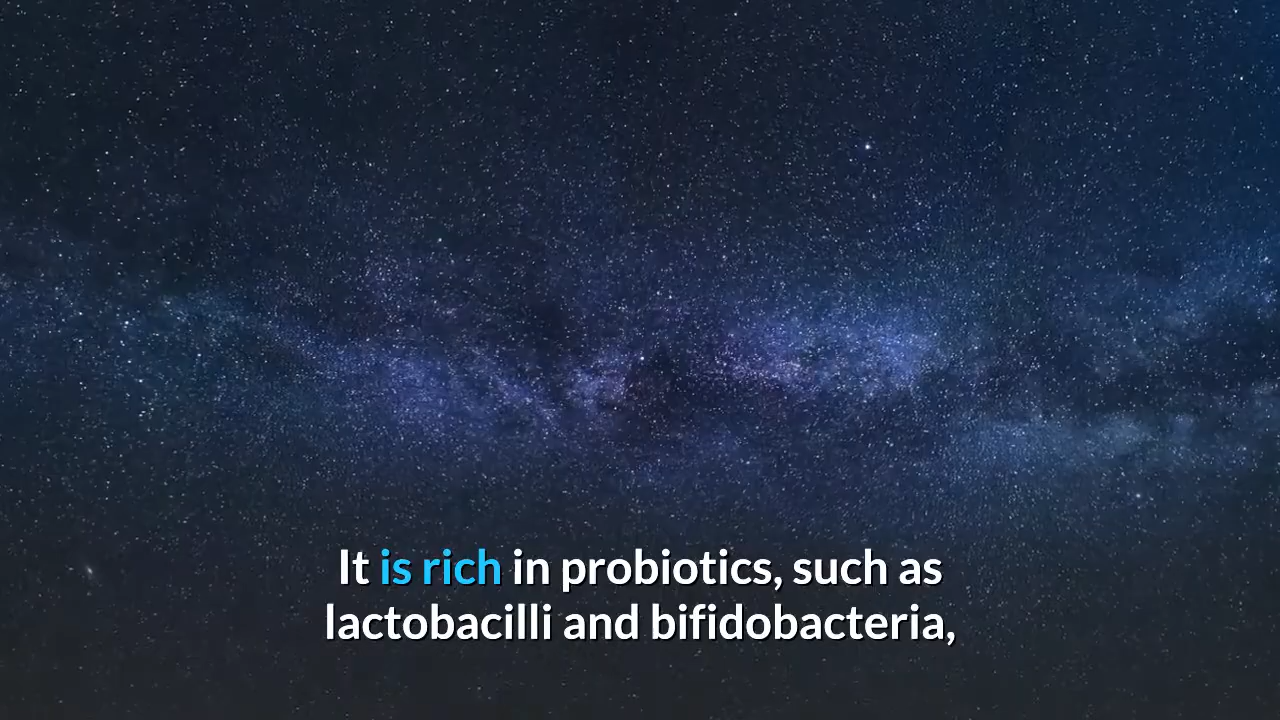 It is rich in probiotics, such as
lactobacilli and bifidobacteria,